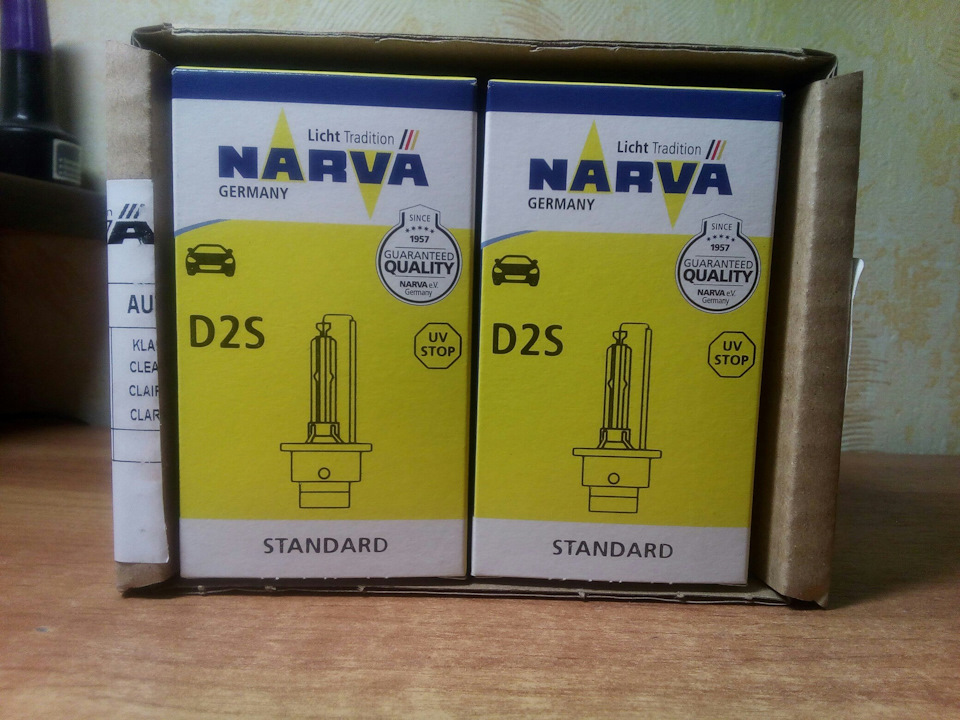 Licht Tradition
NARVA
GERMANY
SINCE
1957
GUARANTEED
QUALITY
NARVA e.V.
Germany
D2S
UV
STOP
STANDARD
Licht Tradition
NARVA
GERMANY
SINCE
1957
GUARANTEED
QUALITY
NARVA e.V.
Germany
D2S
UV
STOP
STANDARD
AU
KLA
CLEA
CLAIR
CLAR